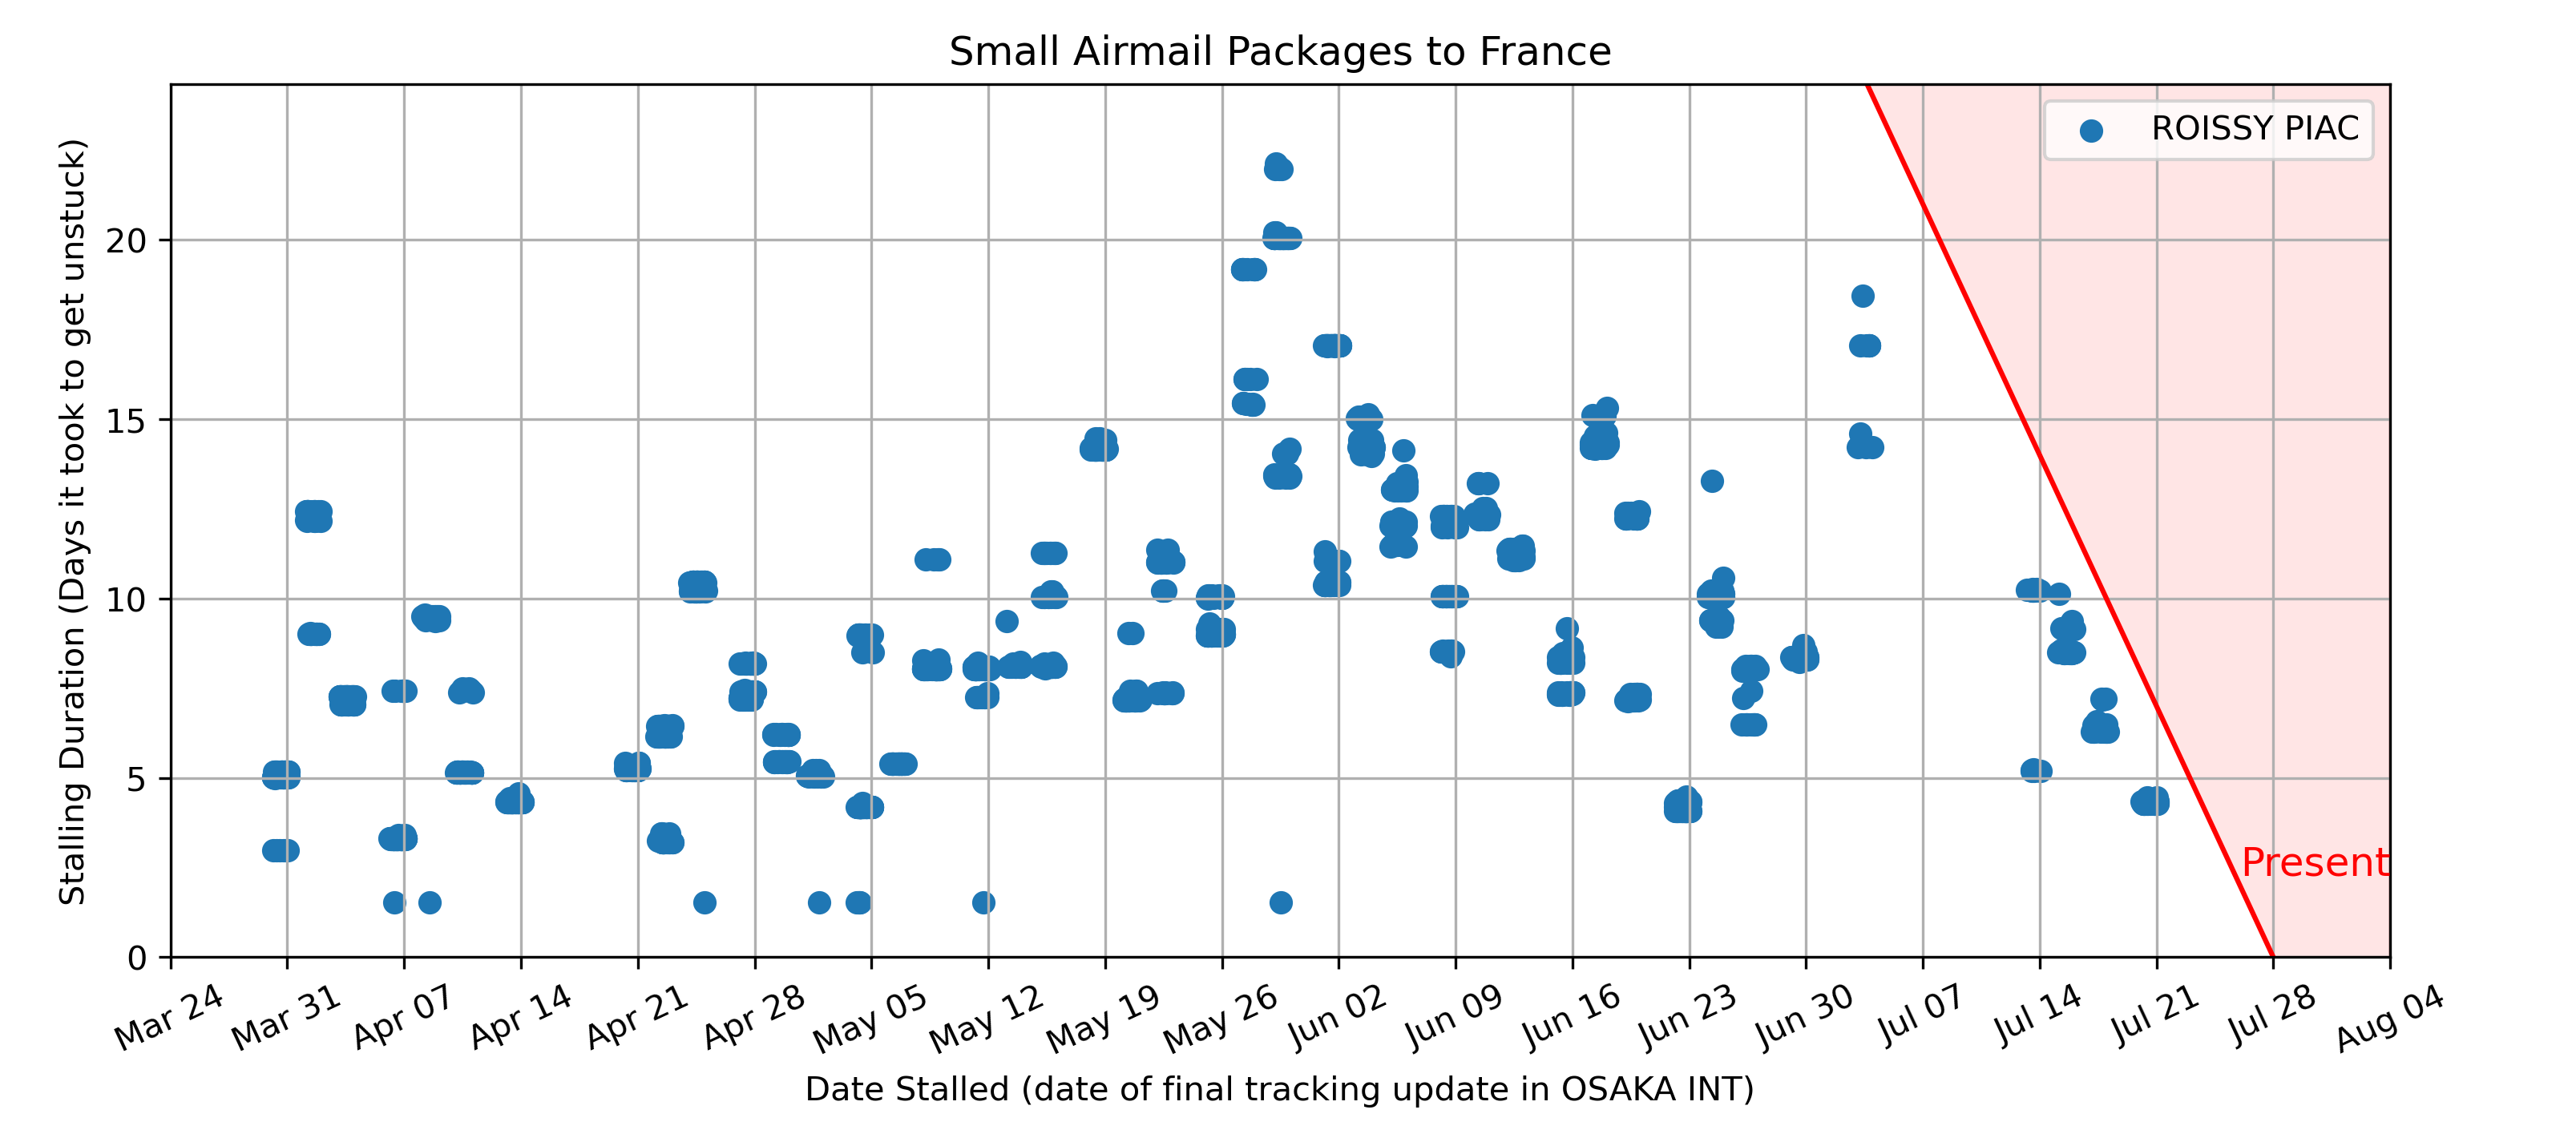 Small Airmail Packages to France
ROISSY PIAC
Stalling Duration (Days it took to get unstuck)
20
15
10
5
0
Present
Mar 24 Mar 31 Apr 07 Apr 14 Apr 21 Apr 28 May 05 May 12 May 19 May 26 Jun 02 Jun 09 Jun 16 Jun 23 Jun 30 Jul 07 Jul 14 Jul 21 Jul 28 Aug 04
Date Stalled (date of final tracking update in OSAKA INT)